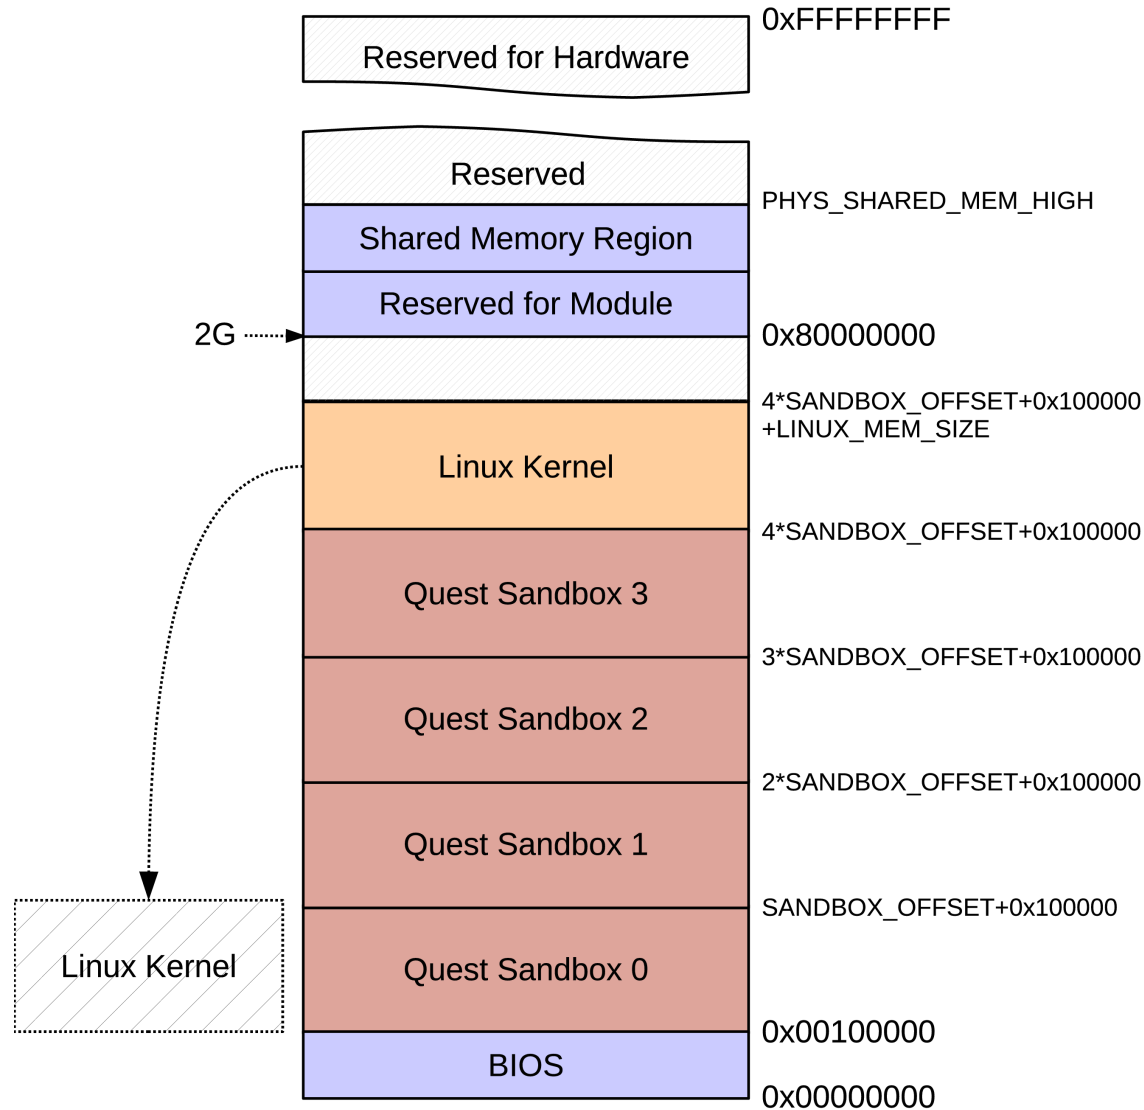 0xFFFFFFFF
Reserved for Hardware
Reserved
PHYS_SHARED_MEM_HIGH
Shared Memory Region
Reserved for Module
2G
0x80000000
4*SANDBOX_OFFSET+0x100000
+LINUX_MEM_SIZE
Linux Kernel
4*SANDBOX_OFFSET+0x100000
Quest Sandbox 3
3*SANDBOX_OFFSET+0x100000
Quest Sandbox 2
2*SANDBOX_OFFSET+0x100000
Quest Sandbox 1
SANDBOX_OFFSET+0x100000
Linux Kernel
Quest Sandbox 0
0x00100000
BIOS
0x00000000